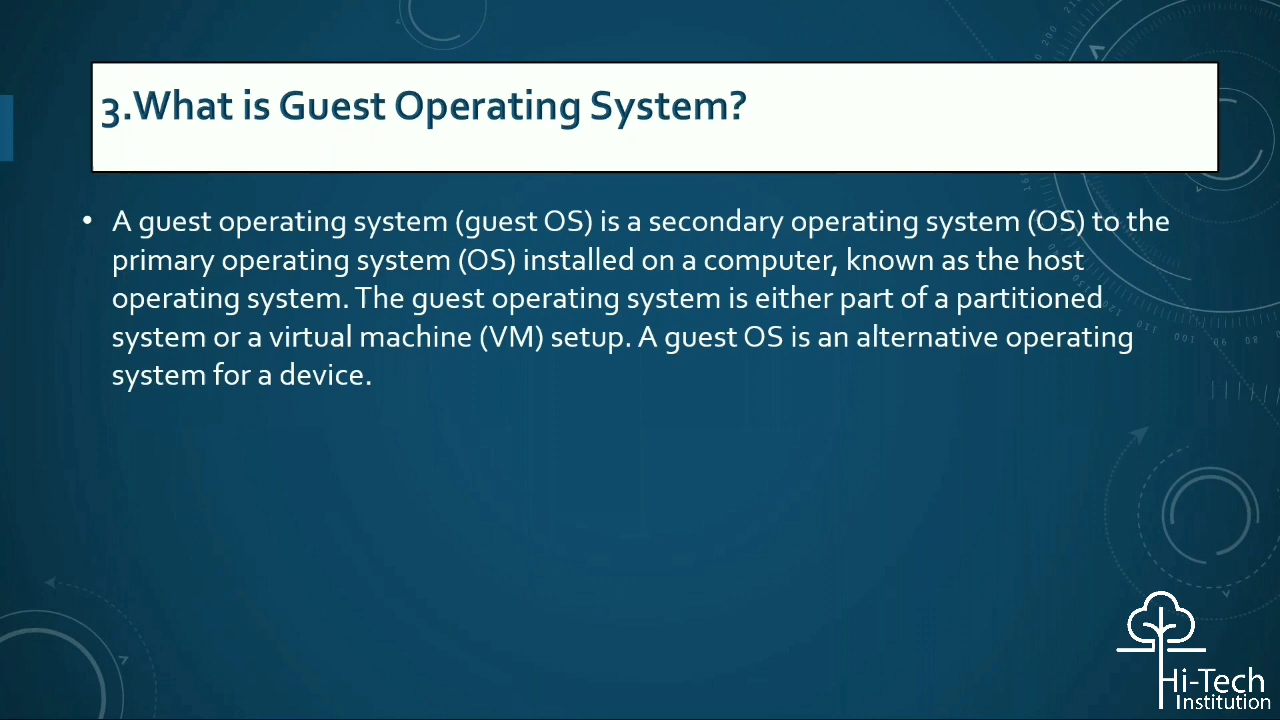 3.What is Guest Operating System?
• A guest operating system (guest OS) is a secondary operating system (OS) to the
primary operating system (OS) installed on a computer, known as the host
operating system. The guest operating system is either part of a partitioned
system or a virtual machine (VM) setup. A guest OS is an alternative operating
system for a device.
Hi-Tech
Institution